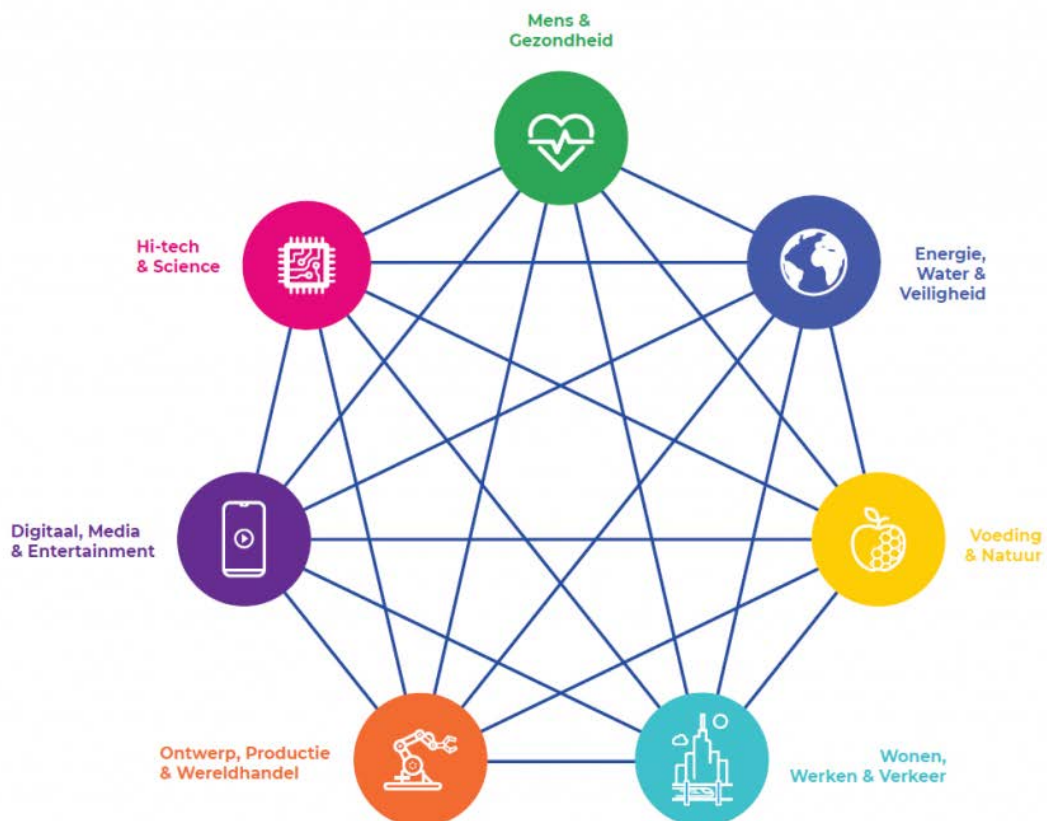 Mens &
Gezondheid
Hi-tech
& Science
Energie,
Water &
Veiligheid
Digitaal, Media
& Entertainment
Voeding
& Natuur
Ontwerp, Productie
& Wereldhandel
Wonen,
Werken & Verkeer